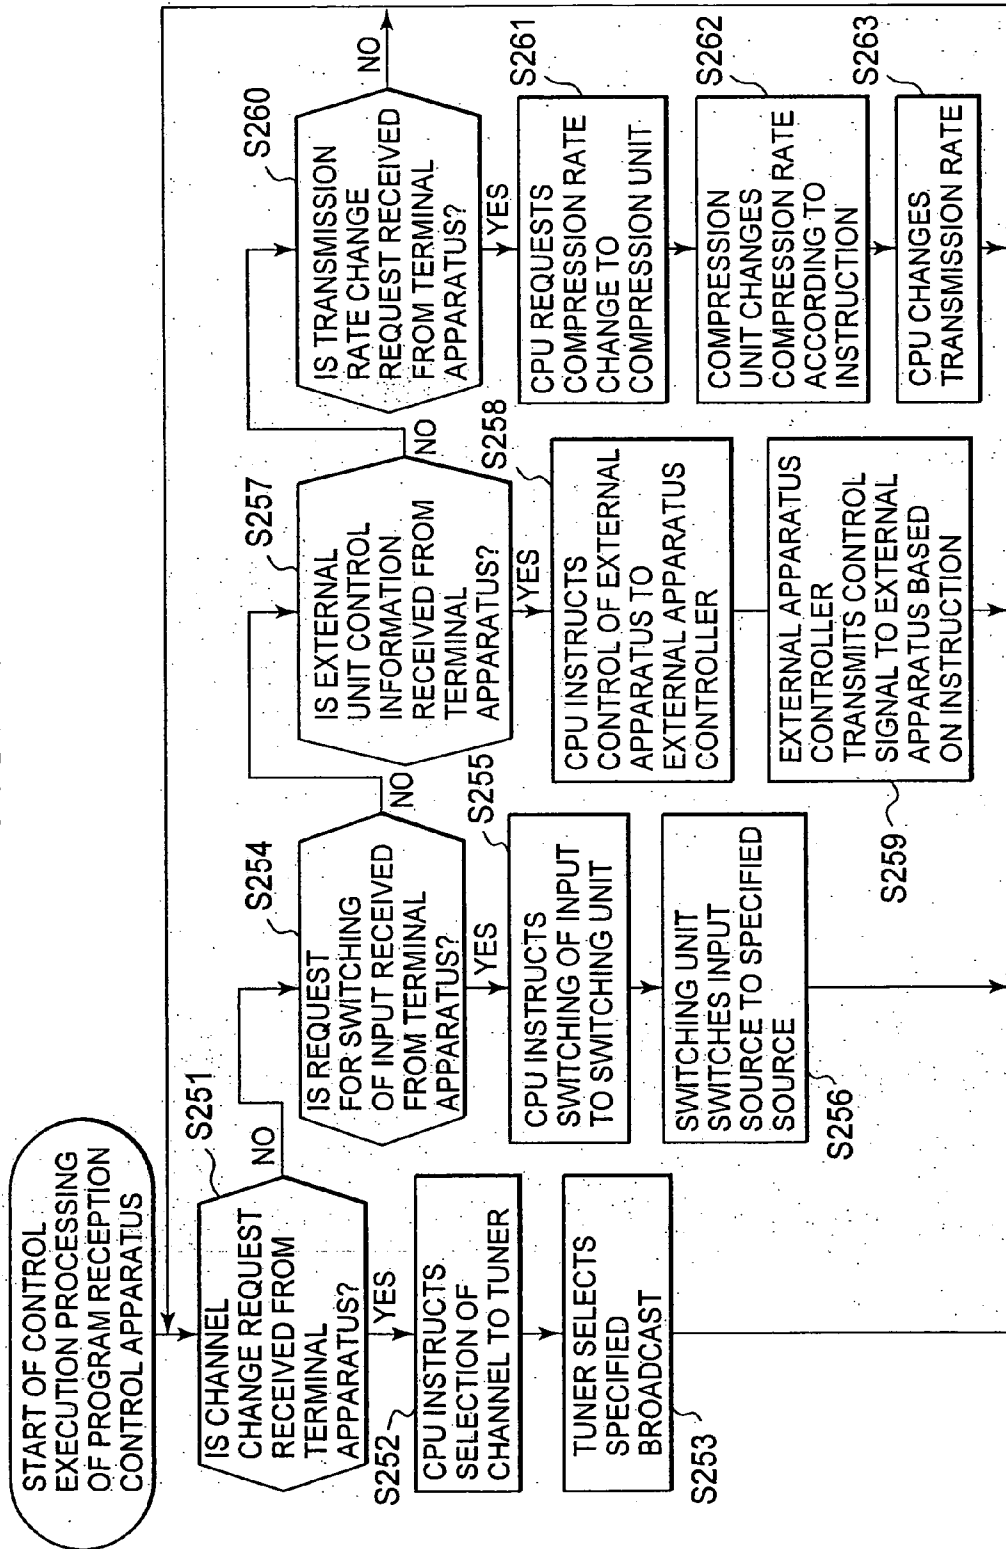 START OF CONTROL
EXECUTION PROCESSING
OF PROGRAM RECEPTION
CONTROL APPARATUS
S251
IS CHANNEL
CHANGE REQUEST
RECEIVED FROM
TERMINAL
APPARATUS?
NO
YES
S252
CPU INSTRUCTS
SELECTION OF
CHANNEL TO TUNER
TUNER SELECTS
SPECIFIED
BROADCAST
S253
S254
IS REQUEST
FOR SWITCHING
OF INPUT RECEIVED
FROM TERMINAL
APPARATUS?
NO
YES
S255
CPU INSTRUCTS
SWITCHING OF INPUT
TO SWITCHING UNIT
SWITCHING UNIT
SWITCHES INPUT
SOURCE TO SPECIFIED
SOURCE
S256
S257
IS EXTERNAL
UNIT CONTROL
INFORMATION
RECEIVED FROM
TERMINAL
APPARATUS?
NO
YES
S258
CPU INSTRUCTS
CONTROL OF EXTERNAL
APPARATUS TO
EXTERNAL APPARATUS
CONTROLLER
EXTERNAL APPARATUS
CONTROLLER
TRANSMITS CONTROL
SIGNAL TO EXTERNAL
APPARATUS BASED
ON INSTRUCTION
S259
S260
IS TRANSMISSION
RATE CHANGE
REQUEST RECEIVED
FROM TERMINAL
APPARATUS?
NO
YES
S261
CPU REQUESTS
COMPRESSION RATE
CHANGE TO
COMPRESSION UNIT
S262
COMPRESSION
UNIT CHANGES
COMPRESSION RATE
ACCORDING TO
INSTRUCTION
S263
CPU CHANGES
TRANSMISSION RATE